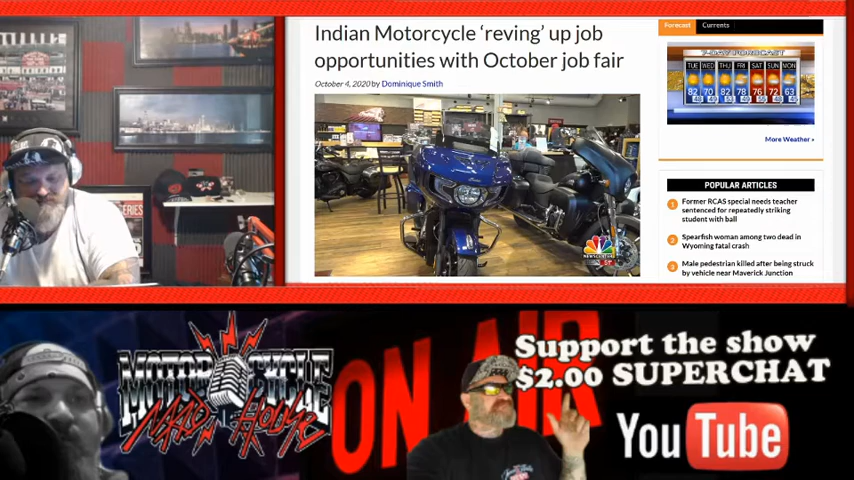 Indian Motorcycle ‘reving’ up job
opportunities with October job fair
October 4, 2020 by Dominique Smith
Forecast Currents
7-DAY FORECAST
TUE WED THU FRI SAT SUN MON
82 70 82 78 76 72 63
More Weather »
POPULAR ARTICLES
1 Former RCAS special needs teacher
sentenced for repeatedly striking
student with ball
2 Spearfish woman among two dead in
Wyoming fatal crash
3 Male pedestrian killed after being struck
by vehicle near Maverick Junction
MOTORCYCLE
MAD HOUSE
ON AIR
Support the show
$2.00 SUPERCHAT
YouTube